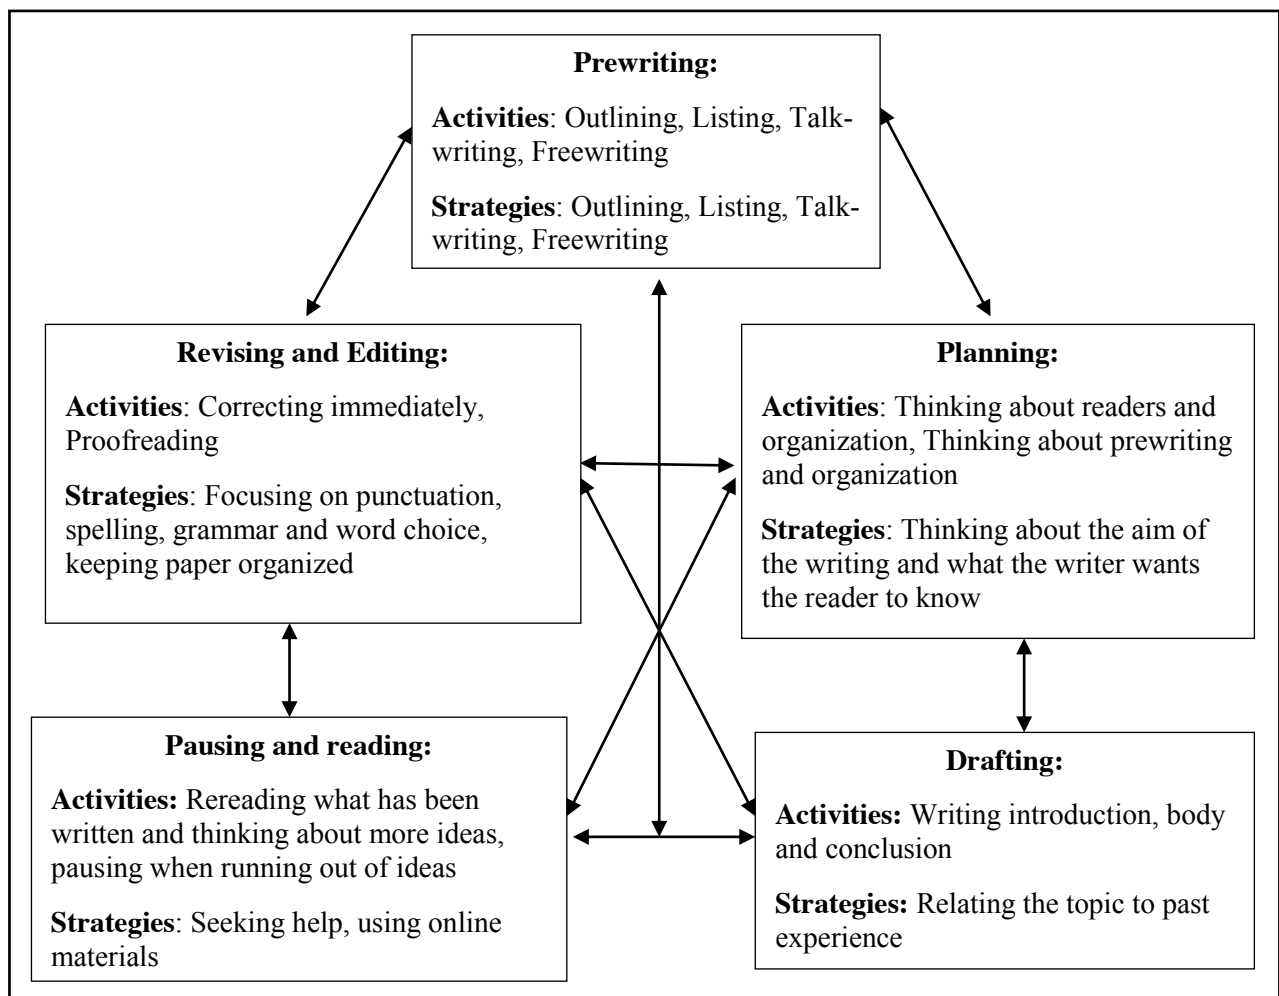 Prewriting:
Activities: Outlining, Listing, Talk-
writing, Freewriting
Strategies: Outlining, Listing, Talk-
writing, Freewriting
Revising and Editing:
Activities: Correcting immediately,
Proofreading
Strategies: Focusing on punctuation,
spelling, grammar and word choice,
keeping paper organized
Planning:
Activities: Thinking about readers and
organization, Thinking about prewriting
and organization
Strategies: Thinking about the aim of
the writing and what the writer wants
the reader to know
Pausing and reading:
Activities: Rereading what has been
written and thinking about more ideas,
pausing when running out of ideas
Strategies: Seeking help, using online
materials
Drafting:
Activities: Writing introduction, body
and conclusion
Strategies: Relating the topic to past
experience